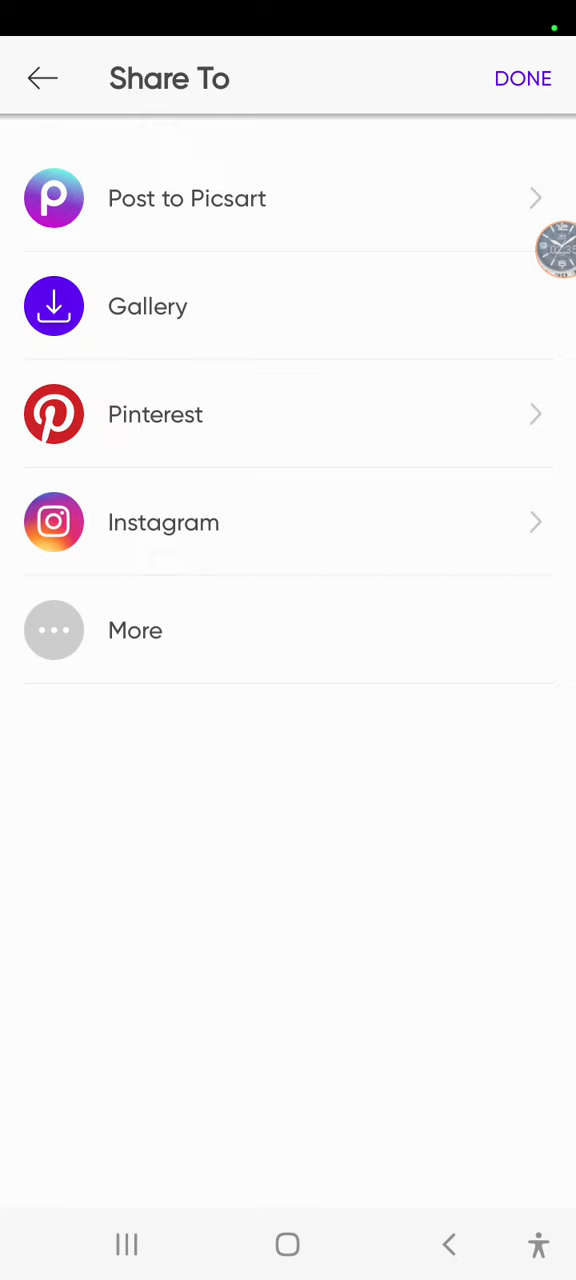 Share To
DONE
Post to Picsart
Gallery
Pinterest
Instagram
More